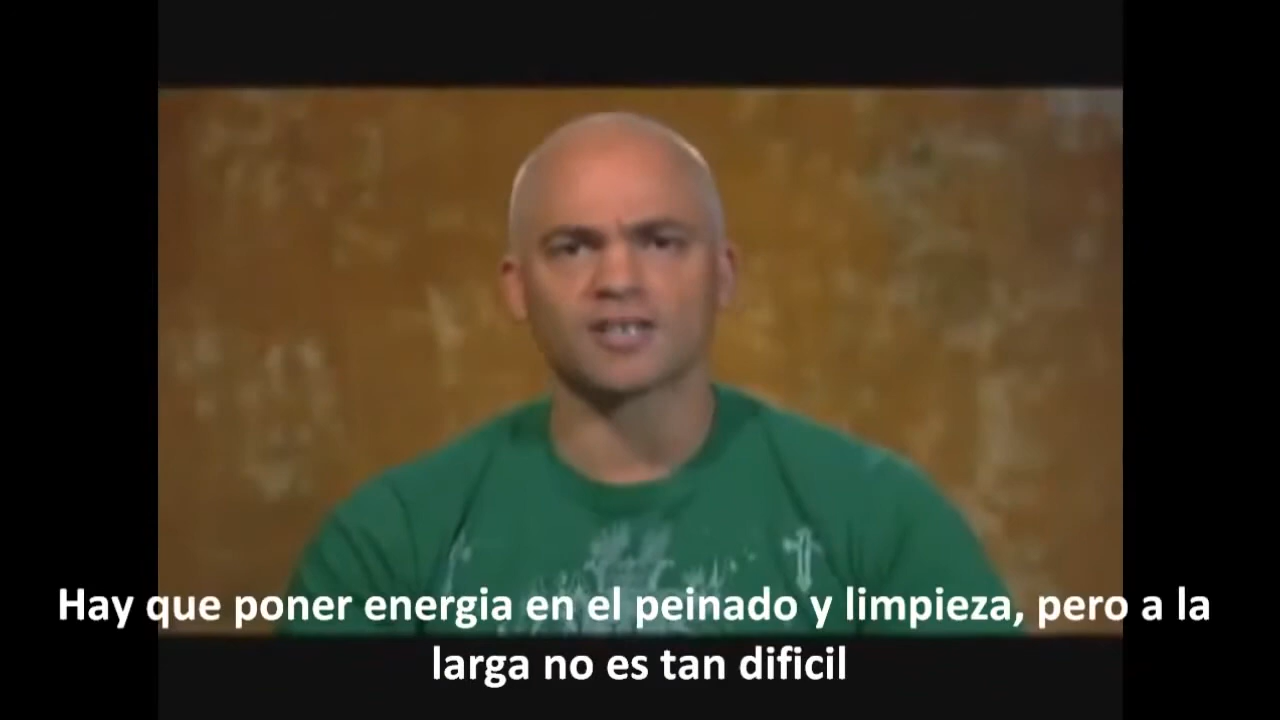 Hay que poner energia en el peinado y limpieza, pero a la
larga no es tan dificil